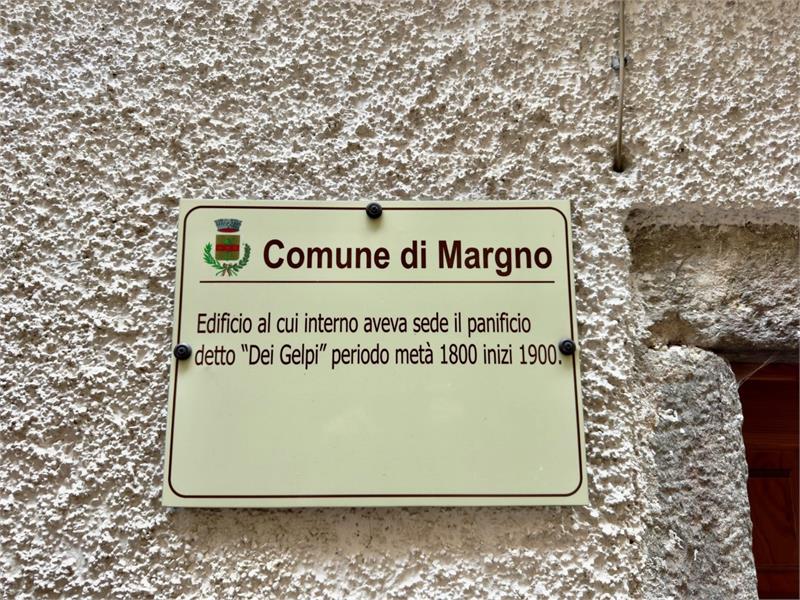 Comune di Margno
Edificio al cui interno aveva sede il panificio
detto "Dei Gelpi" periodo metà 1800 inizi 1900.